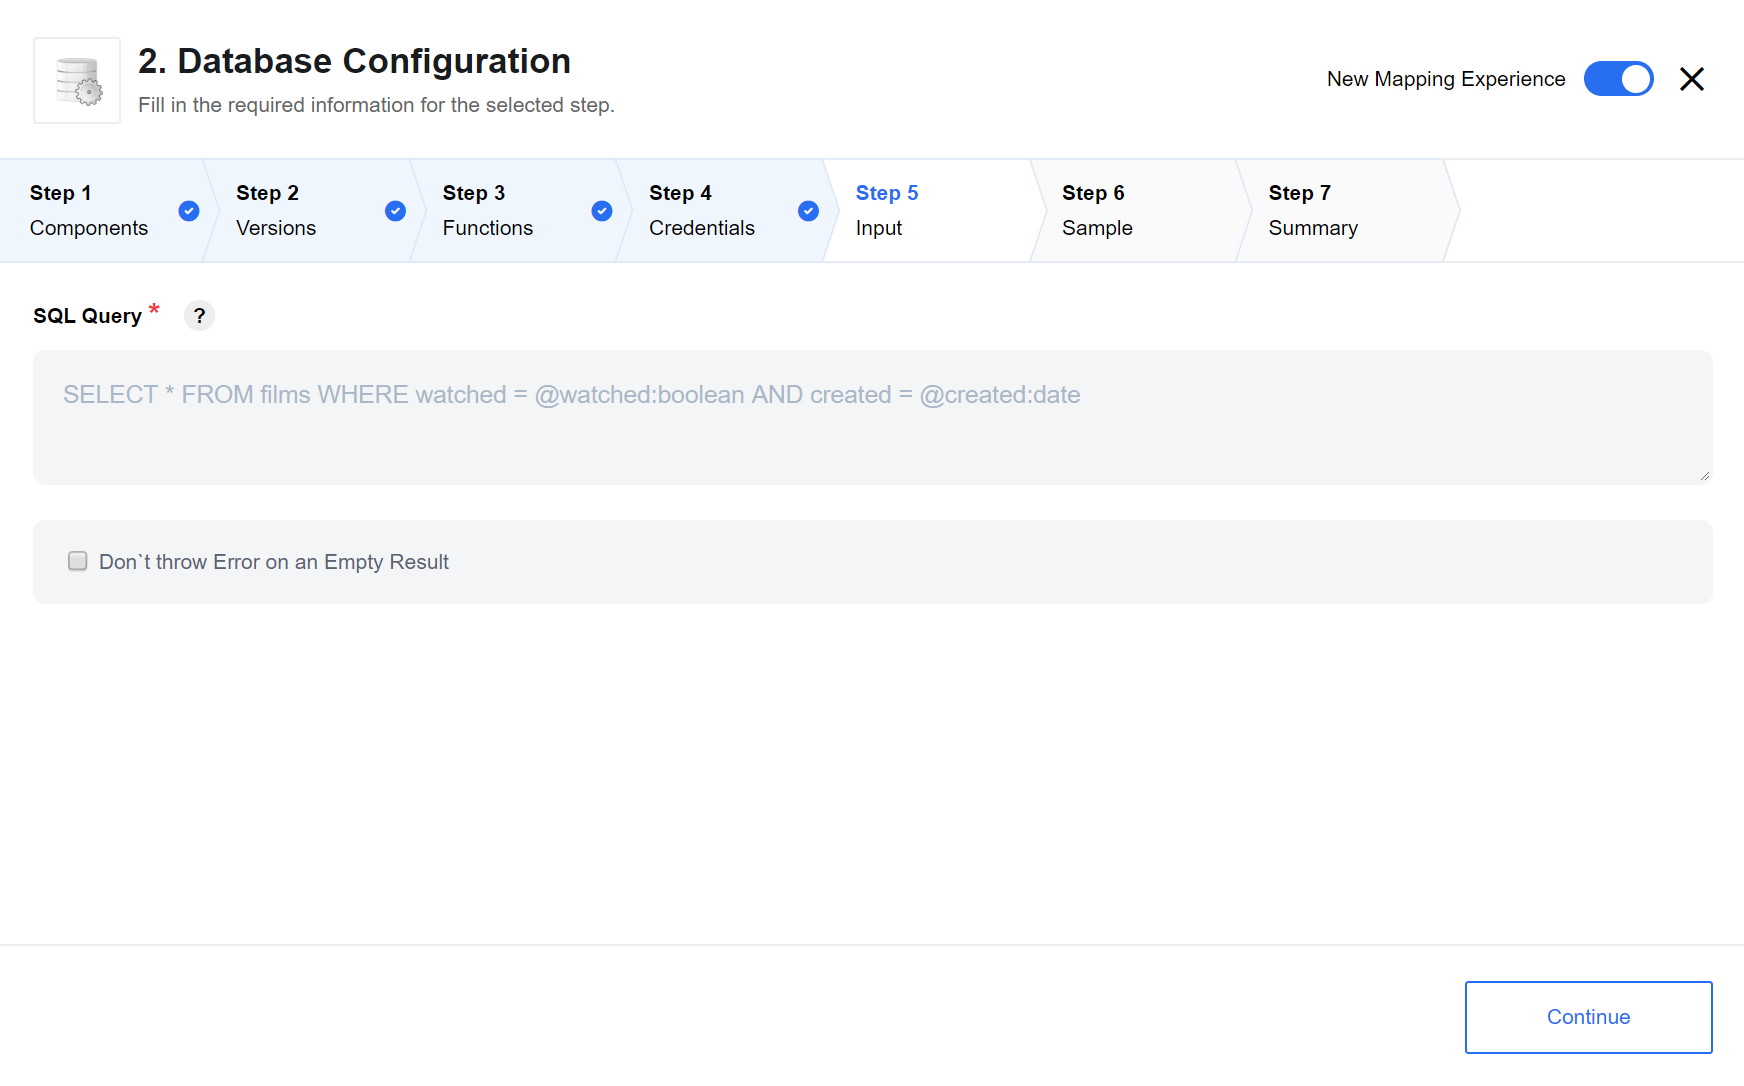 2. Database Configuration
Fill in the required information for the selected step.
New Mapping Experience
Step 1
Components
Step 2
Versions
Step 3
Functions
Step 4
Credentials
Step 5
Input
Step 6
Sample
Step 7
Summary
SQL Query *
?
SELECT * FROM films WHERE watched = @watched:boolean AND created = @created:date
Don`t throw Error on an Empty Result
Continue